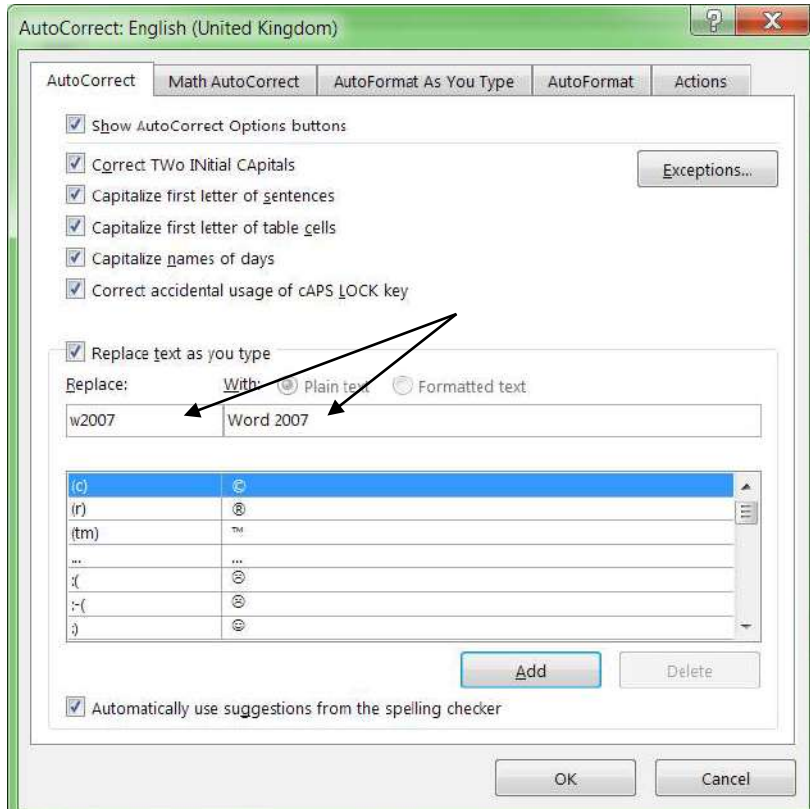 AutoCorrect: English (United Kingdom)
AutoCorrect Math AutoCorrect AutoFormat As You Type AutoFormat Actions
Show AutoCorrect Options buttons
Correct TWo INitial CApitals
Exceptions...
Capitalize first letter of sentences
Capitalize first letter of table cells
Capitalize names of days
Correct accidental usage of cAPS LOCK key
Replace text as you type
Replace: With: Plain text Formatted text
w2007 Word 2007
(c) ©
(r) ®
(tm) ™
... ...
:( ☹
:-( ☹
:) ☺
Add Delete
Automatically use suggestions from the spelling checker
OK Cancel